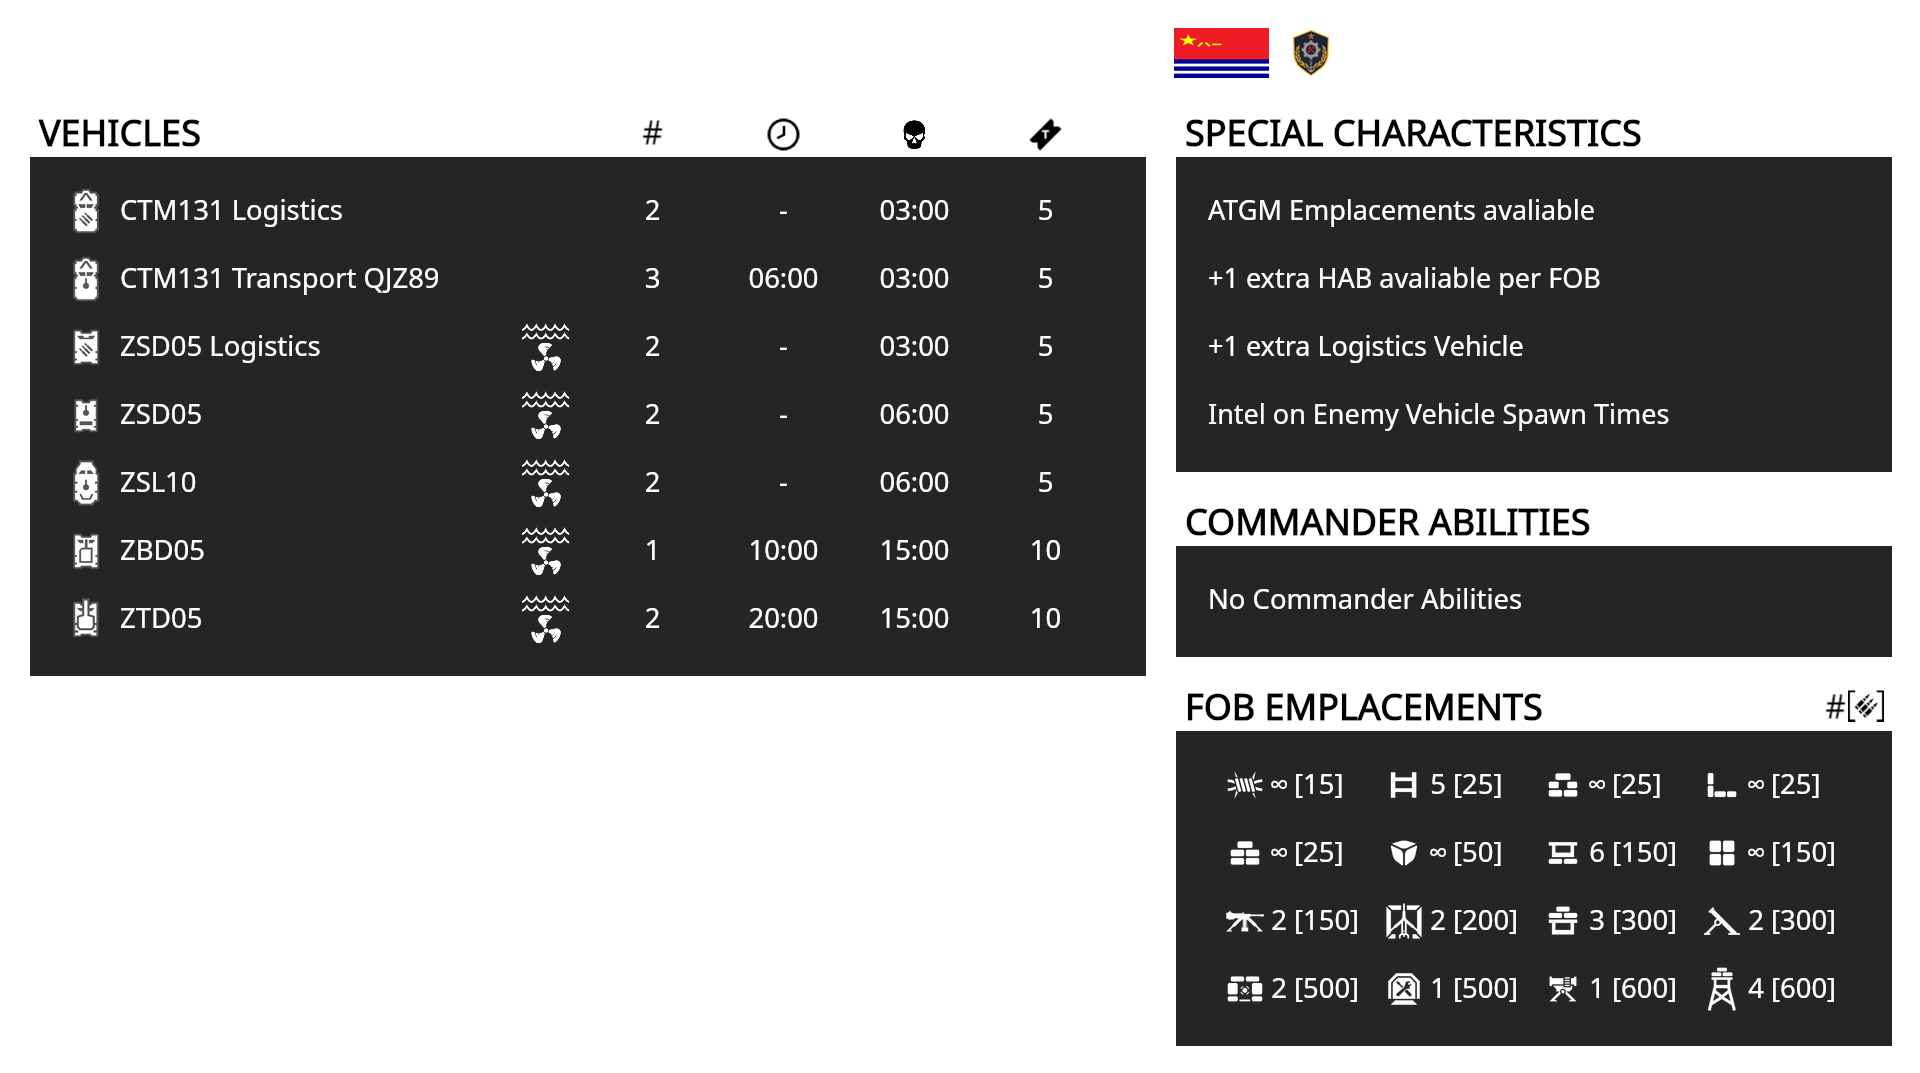 VEHICLES #
CTM131 Logistics 2 - 03:00 5
CTM131 Transport QJZ89 3 06:00 03:00 5
ZSD05 Logistics 2 - 03:00 5
ZSD05 2 - 06:00 5
ZSL10 2 - 06:00 5
ZBD05 1 10:00 15:00 10
ZTD05 2 20:00 15:00 10
SPECIAL CHARACTERISTICS
ATGM Emplacements avaliable
+1 extra HAB avaliable per FOB
+1 extra Logistics Vehicle
Intel on Enemy Vehicle Spawn Times
COMMANDER ABILITIES
No Commander Abilities
FOB EMPLACEMENTS #[ ]
∞ [15] 5 [25] ∞ [25] ∞ [25]
∞ [25] ∞ [50] 6 [150] ∞ [150]
2 [150] 2 [200] 3 [300] 2 [300]
2 [500] 1 [500] 1 [600] 4 [600]